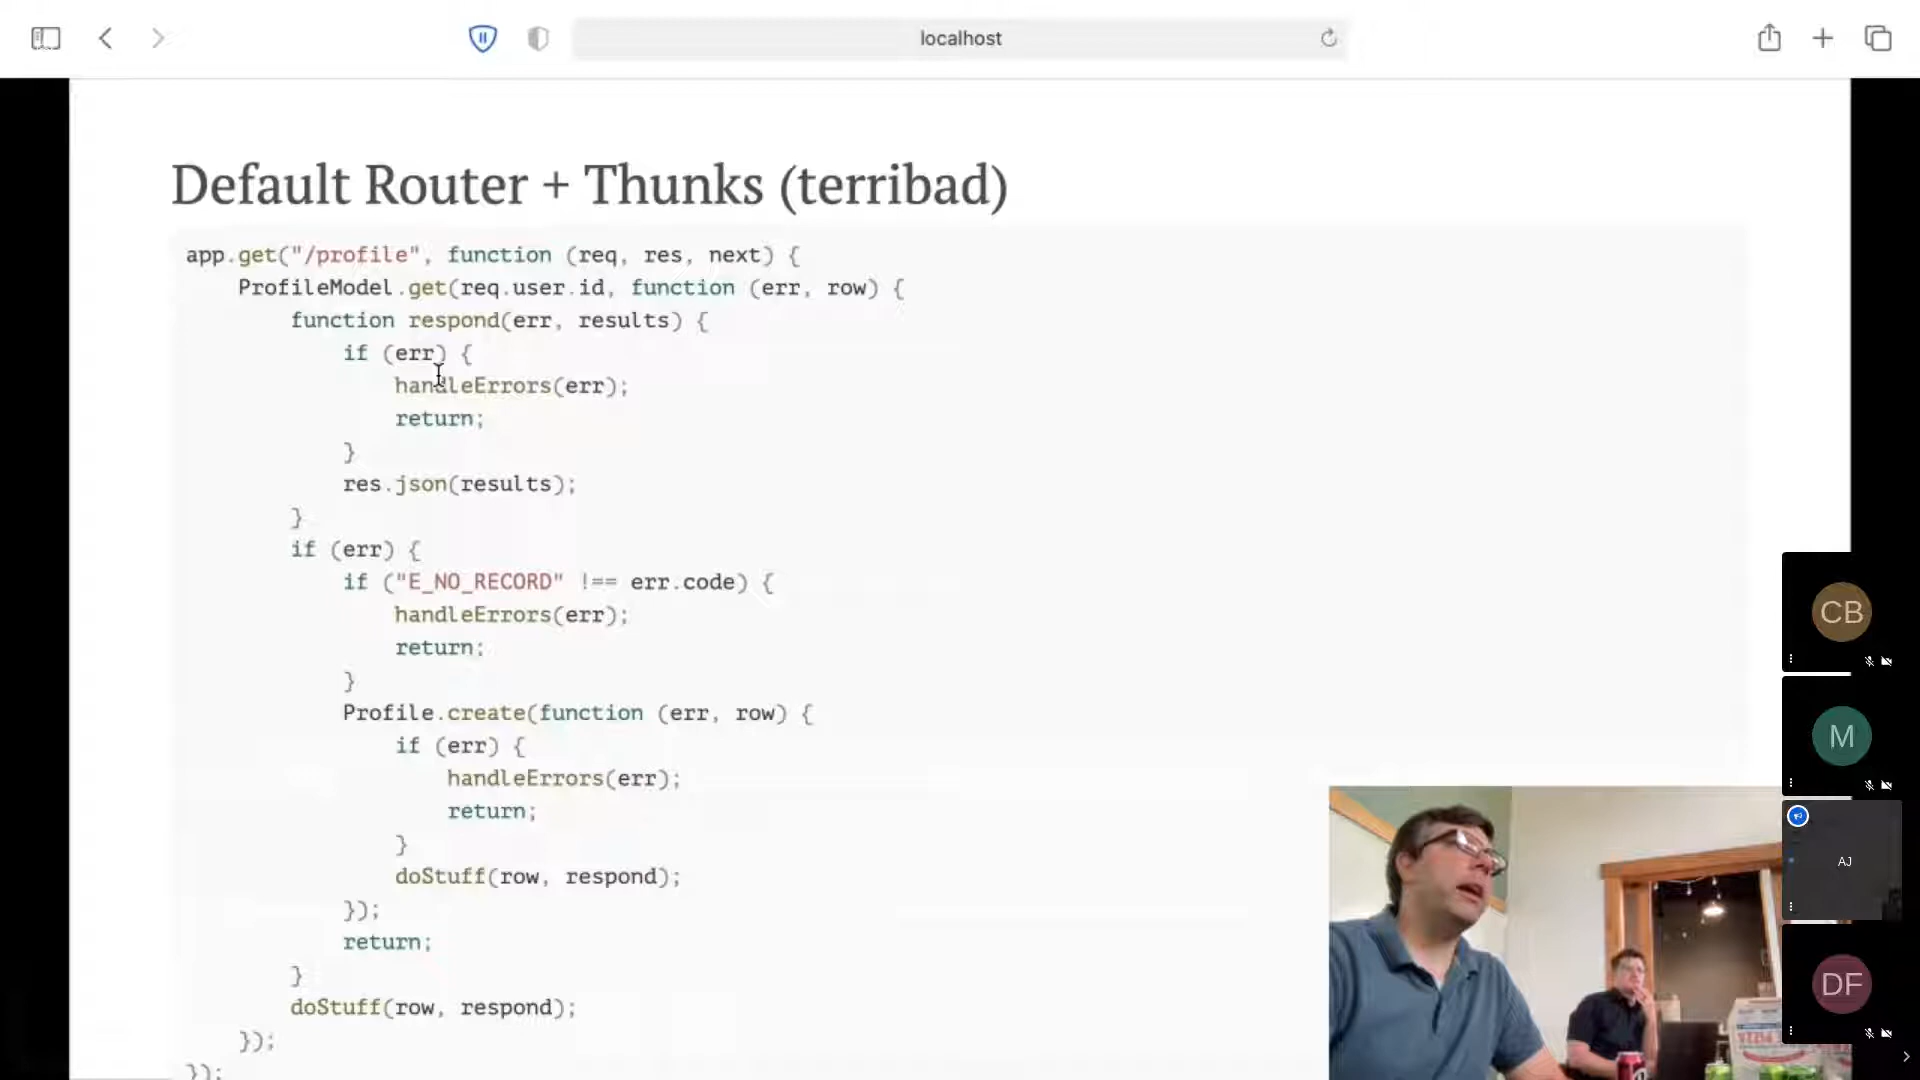 localhost
Default Router + Thunks (terribad)
app.get("/profile", function (req, res, next) {
    ProfileModel.get(req.user.id, function (err, row) {
        function respond(err, results) {
            if (err) {
                handleErrors(err);
                return;
            }
            res.json(results);
        }
        if (err) {
            if ("E_NO_RECORD" !== err.code) {
                handleErrors(err);
                return;
            }
            Profile.create(function (err, row) {
                if (err) {
                    handleErrors(err);
                    return;
                }
                doStuff(row, respond);
            });
            return;
        }
        doStuff(row, respond);
    });
});
CB
M
AJ
DF